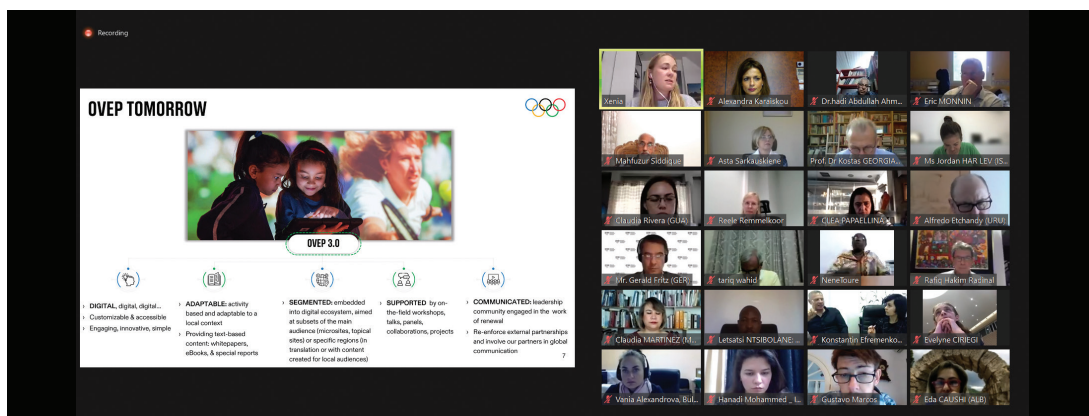 Recording
OVEP TOMORROW
OVEP 3.0
› DIGITAL, digital, digital...
› Customizable & accessible
› Engaging, innovative, simple
› ADAPTABLE: activity
based and adaptable to a
local context
› Providing text-based
content: whitepapers,
eBooks, & special reports
› SEGMENTED: embedded
into digital ecosystem, aimed
at subsets of the main
audience (microsites, topical
sites) or specific regions (in
translation or with content
created for local audiences)
› SUPPORTED by on-
the-field workshops,
talks, panels,
collaborations, projects
› COMMUNICATED: leadership
community engaged in the work
of renewal
› Re-enforce external partnerships
and involve our partners in global
communication
7
Xenia
Alexandra Karaiskou
Dr.hadi Abdullah Ahm...
Eric MONNIN
Mahfuzur Siddique
Asta Sarkauskiene
Prof. Dr Kostas GEORGIA...
Ms Jordan HAR LEV (IS...
Claudia Rivera (GUA)
Reele Remmelkoor
CLEA PAPAELLINA
Alfredo Etchandy (URU)
Mr. Gerald Fritz (GER
tariq wahid
NeneToure
Rafiq Hakim Radinal
Claudia MARTINEZ (M...
Letsatsi NTSIBOLANE:
Konstantin Efremenko...
Evelyne CIRIEGI
Vania Alexandrova, Bul...
Hanadi Mohammed _ I...
Gustavo Marcos
Eda CAUSHI (ALB)